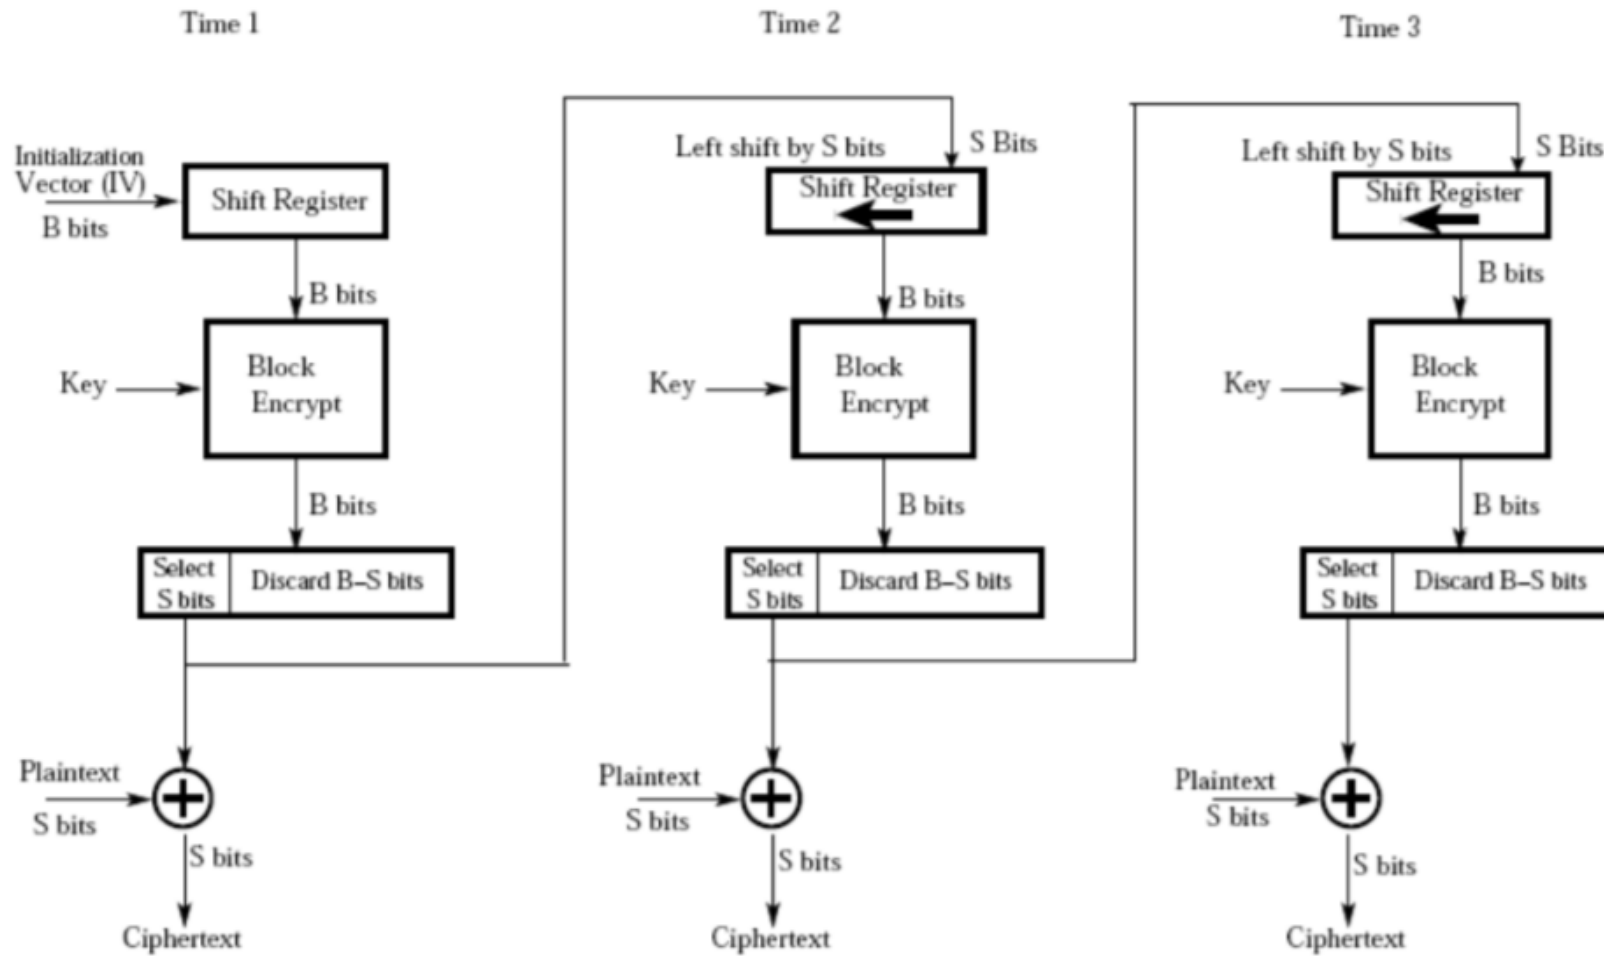 Time 1
Time 2
Time 3
Initialization
Vector (IV)
B bits
Shift Register
Left shift by S bits
S Bits
Shift Register
Left shift by S bits
S Bits
Shift Register
B bits
B bits
B bits
Key
Block
Encrypt
Key
Block
Encrypt
Key
Block
Encrypt
B bits
B bits
B bits
Select
S bits
Discard B–S bits
Select
S bits
Discard B–S bits
Select
S bits
Discard B–S bits
Plaintext
S bits
Plaintext
S bits
Plaintext
S bits
S bits
S bits
S bits
Ciphertext
Ciphertext
Ciphertext